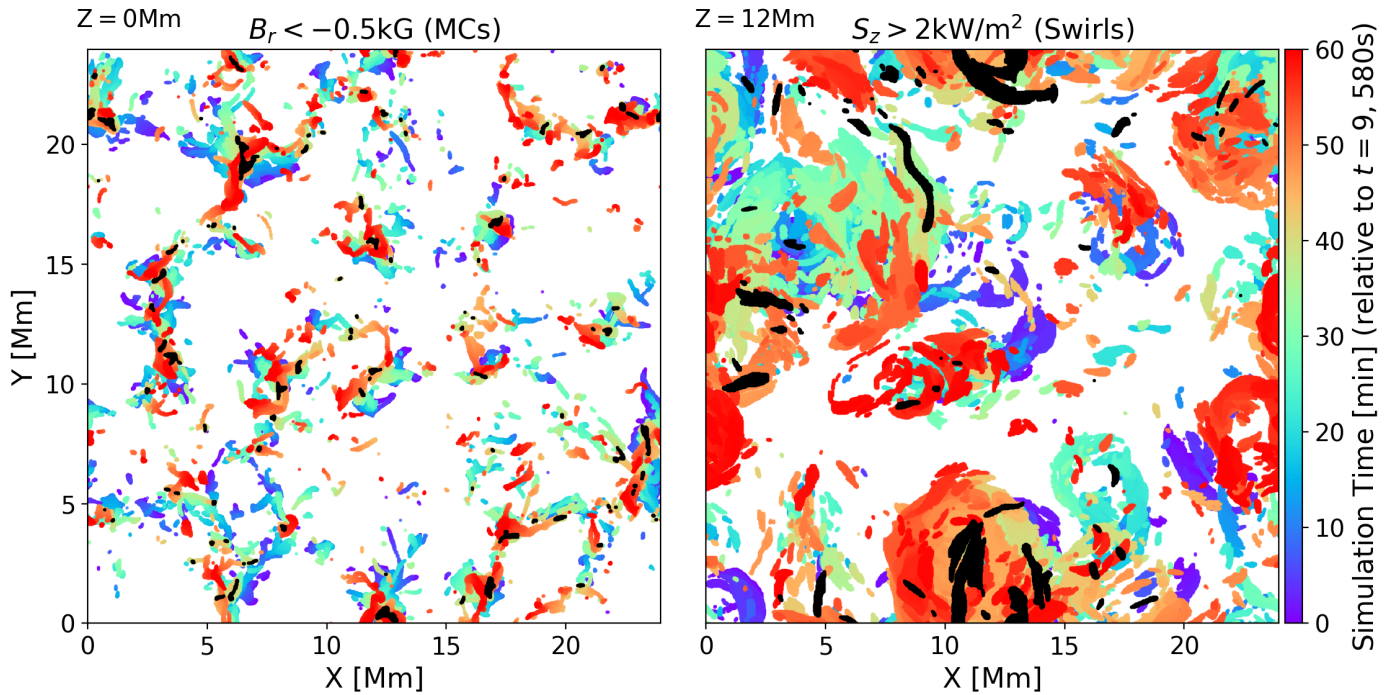 Z = 0Mm
B_r < −0.5kG (MCs)
Z = 12Mm
S_z > 2kW/m² (Swirls)
Y [Mm]
20
15
10
5
0
0
5
10
15
20
X [Mm]
0
5
10
15
20
X [Mm]
60
50
40
30
20
10
0
Simulation Time [min] (relative to t = 9, 580s)